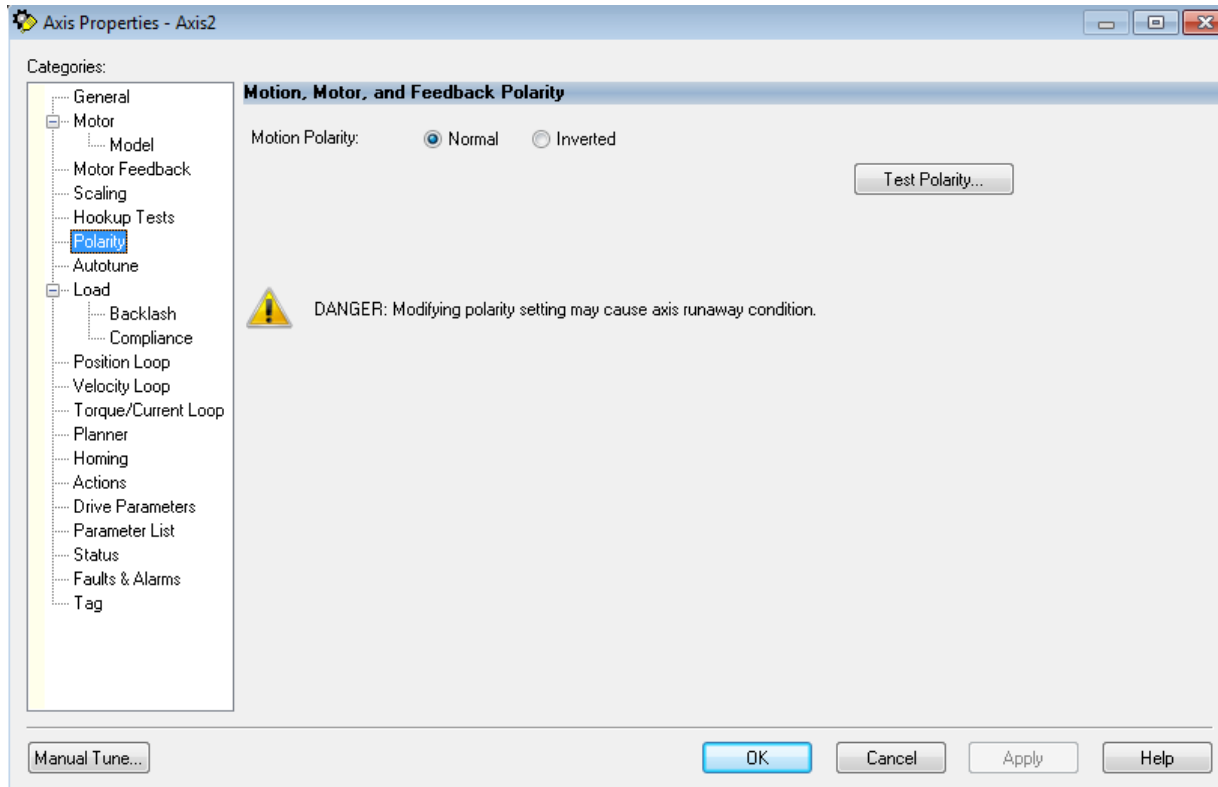 Axis Properties - Axis2
Categories:
General
Motor
Model
Motor Feedback
Scaling
Hookup Tests
Polarity
Autotune
Load
Backlash
Compliance
Position Loop
Velocity Loop
Torque/Current Loop
Planner
Homing
Actions
Drive Parameters
Parameter List
Status
Faults & Alarms
Tag
Motion, Motor, and Feedback Polarity
Motion Polarity: Normal Inverted
Test Polarity...
DANGER: Modifying polarity setting may cause axis runaway condition.
Manual Tune... OK Cancel Apply Help